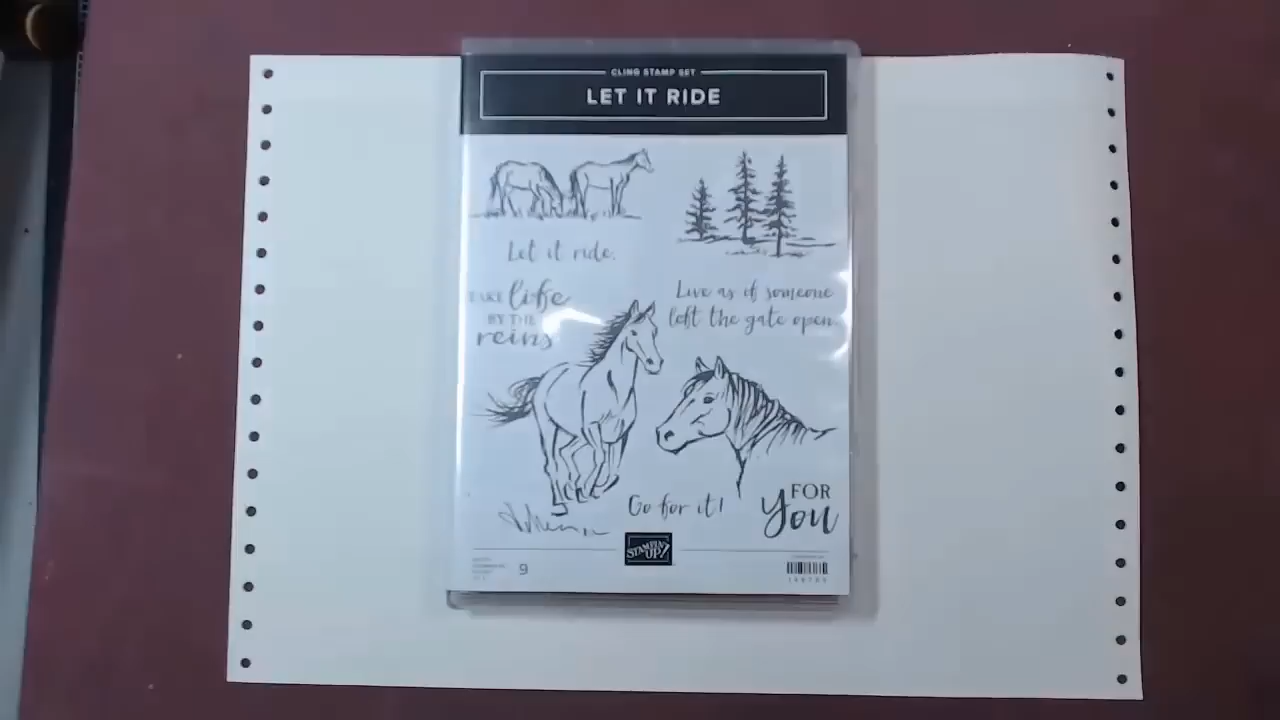 CLING STAMP SET
LET IT RIDE
Let it ride.
TAKE life
BY THE
reins
Live as if someone
left the gate open.
Go for it!
FOR
you
STAMPIN'
UP!
9